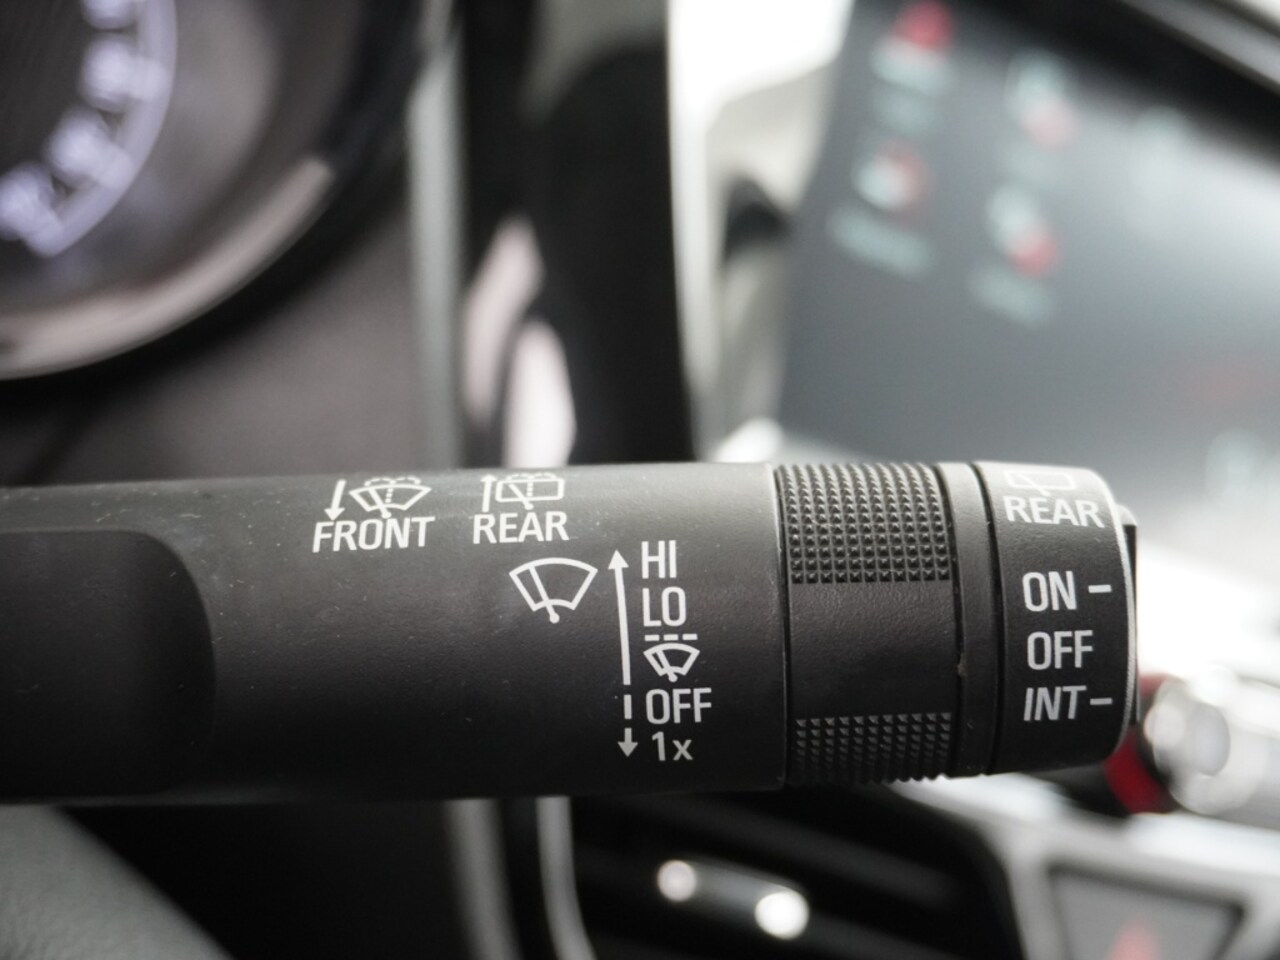 FRONT REAR
HI
LO
OFF
1x
REAR
ON –
OFF
INT –